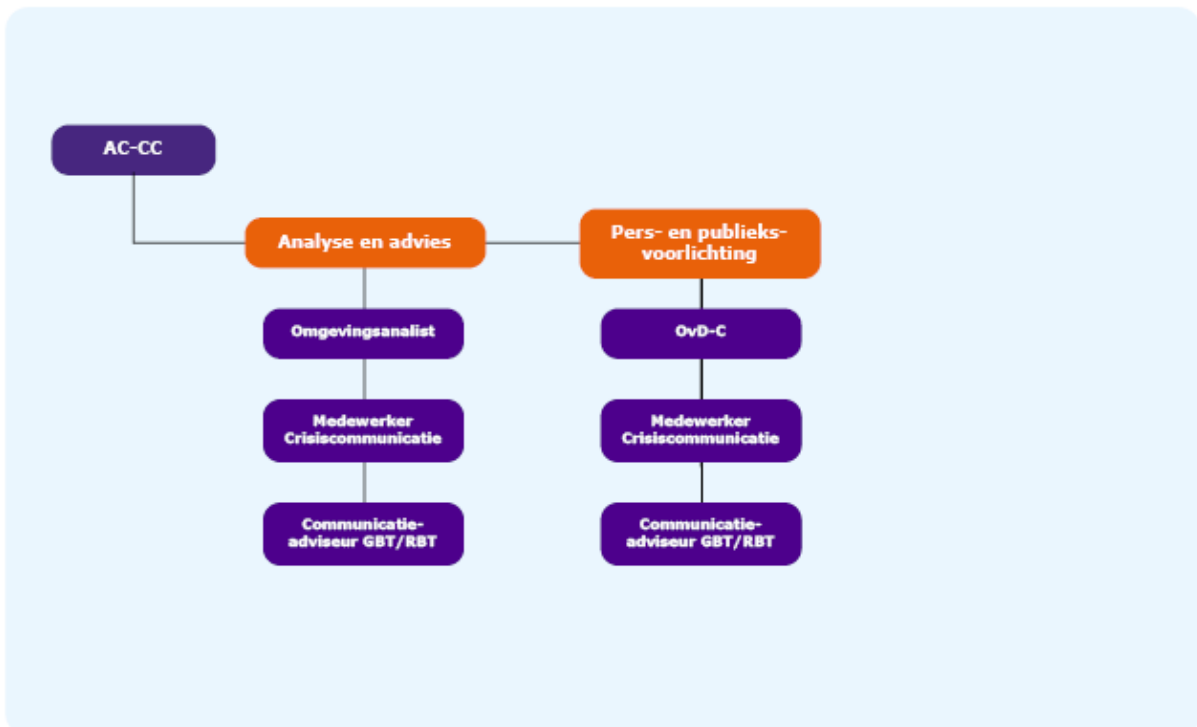 AC-CC
Analyse en advies
Pers- en publieks-
voorlichting
Omgevingsanalist
OvD-C
Medewerker
Crisiscommunicatie
Medewerker
Crisiscommunicatie
Communicatie-
adviseur GBT/RBT
Communicatie-
adviseur GBT/RBT